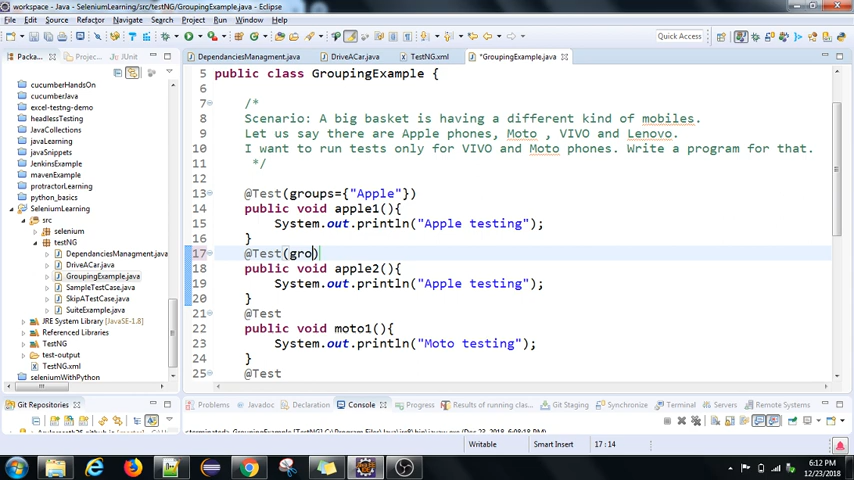 workspace - Java - SeleniumLearning/src/testNG/GroupingExample.java - Eclipse
File Edit Source Refactor Navigate Search Project Run Window Help
Quick Access
Packa...
Projec...
JUnit
DependanciesManagment.java
DriveACar.java
TestNG.xml
*GroupingExample.java
cucumberHandsOn
cucumberJava
excel-testng-demo
headlessTesting
JavaCollections
javaLearning
javaSnippets
JenkinsExample
mavenExample
protractorLearning
python_basics
SeleniumLearning
src
selenium
testNG
DependanciesManagment.java
DriveACar.java
GroupingExample.java
SampleTestCase.java
SkipATestCase.java
SuiteExample.java
JRE System Library [JavaSE-1.8]
Referenced Libraries
TestNG
test-output
TestNG.xml
seleniumWithPython
Git Repositories
5 public class GroupingExample {
6
7 /*
8 Scenario: A big basket is having a different kind of mobiles.
9 Let us say there are Apple phones, Moto , VIVO and Lenovo.
10 I want to run tests only for VIVO and Moto phones. Write a program for that.
11 */
12
13 @Test(groups={"Apple"})
14 public void apple1(){
15 System.out.println("Apple testing");
16 }
17 @Test(gro)
18 public void apple2(){
19 System.out.println("Apple testing");
20 }
21 @Test
22 public void moto1(){
23 System.out.println("Moto testing");
24 }
25 @Test
Problems Javadoc Declaration Console Progress Results of running clas... Git Staging Synchronize Terminal Servers Remote Systems
Writable
Smart Insert
17 : 14
6:12 PM
12/23/2018